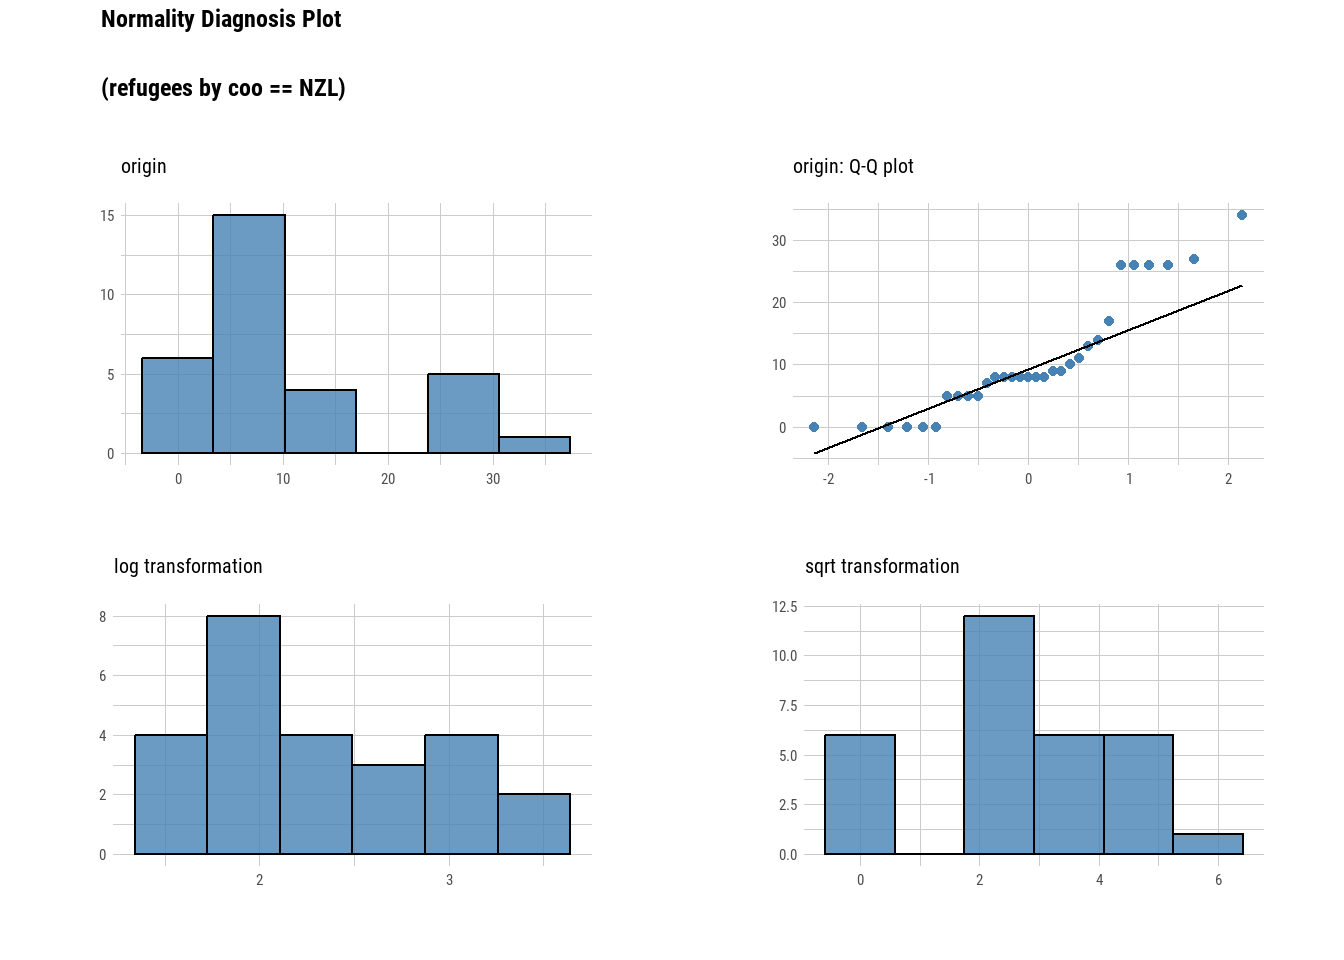 Normality Diagnosis Plot
(refugees by coo == NZL)
origin
15
10
5
0
0 10 20 30
origin: Q-Q plot
30
20
10
0
-2 -1 0 1 2
log transformation
8
6
4
2
0
2 3
sqrt transformation
12.5
10.0
7.5
5.0
2.5
0.0
0 2 4 6